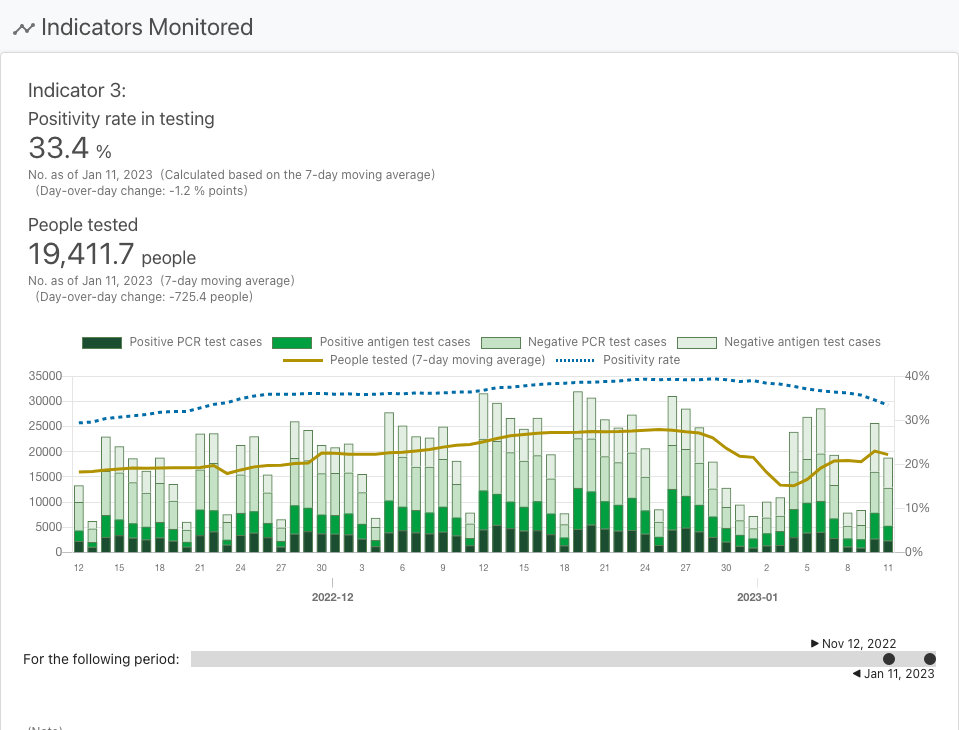 Indicators Monitored
Indicator 3:
Positivity rate in testing
33.4 %
No. as of Jan 11, 2023 (Calculated based on the 7-day moving average)
(Day-over-day change: -1.2 % points)
People tested
19,411.7 people
No. as of Jan 11, 2023 (7-day moving average)
(Day-over-day change: -725.4 people)
Positive PCR test cases Positive antigen test cases Negative PCR test cases Negative antigen test cases
People tested (7-day moving average) Positivity rate
35000 40%
30000
25000 30%
20000 20%
15000
10000 10%
5000
0 0%
12 15 18 21 24 27 30 3 6 9 12 15 18 21 24 27 30 2 5 8 11
2022-12 2023-01
▶ Nov 12, 2022
For the following period:
◀ Jan 11, 2023
(Note)